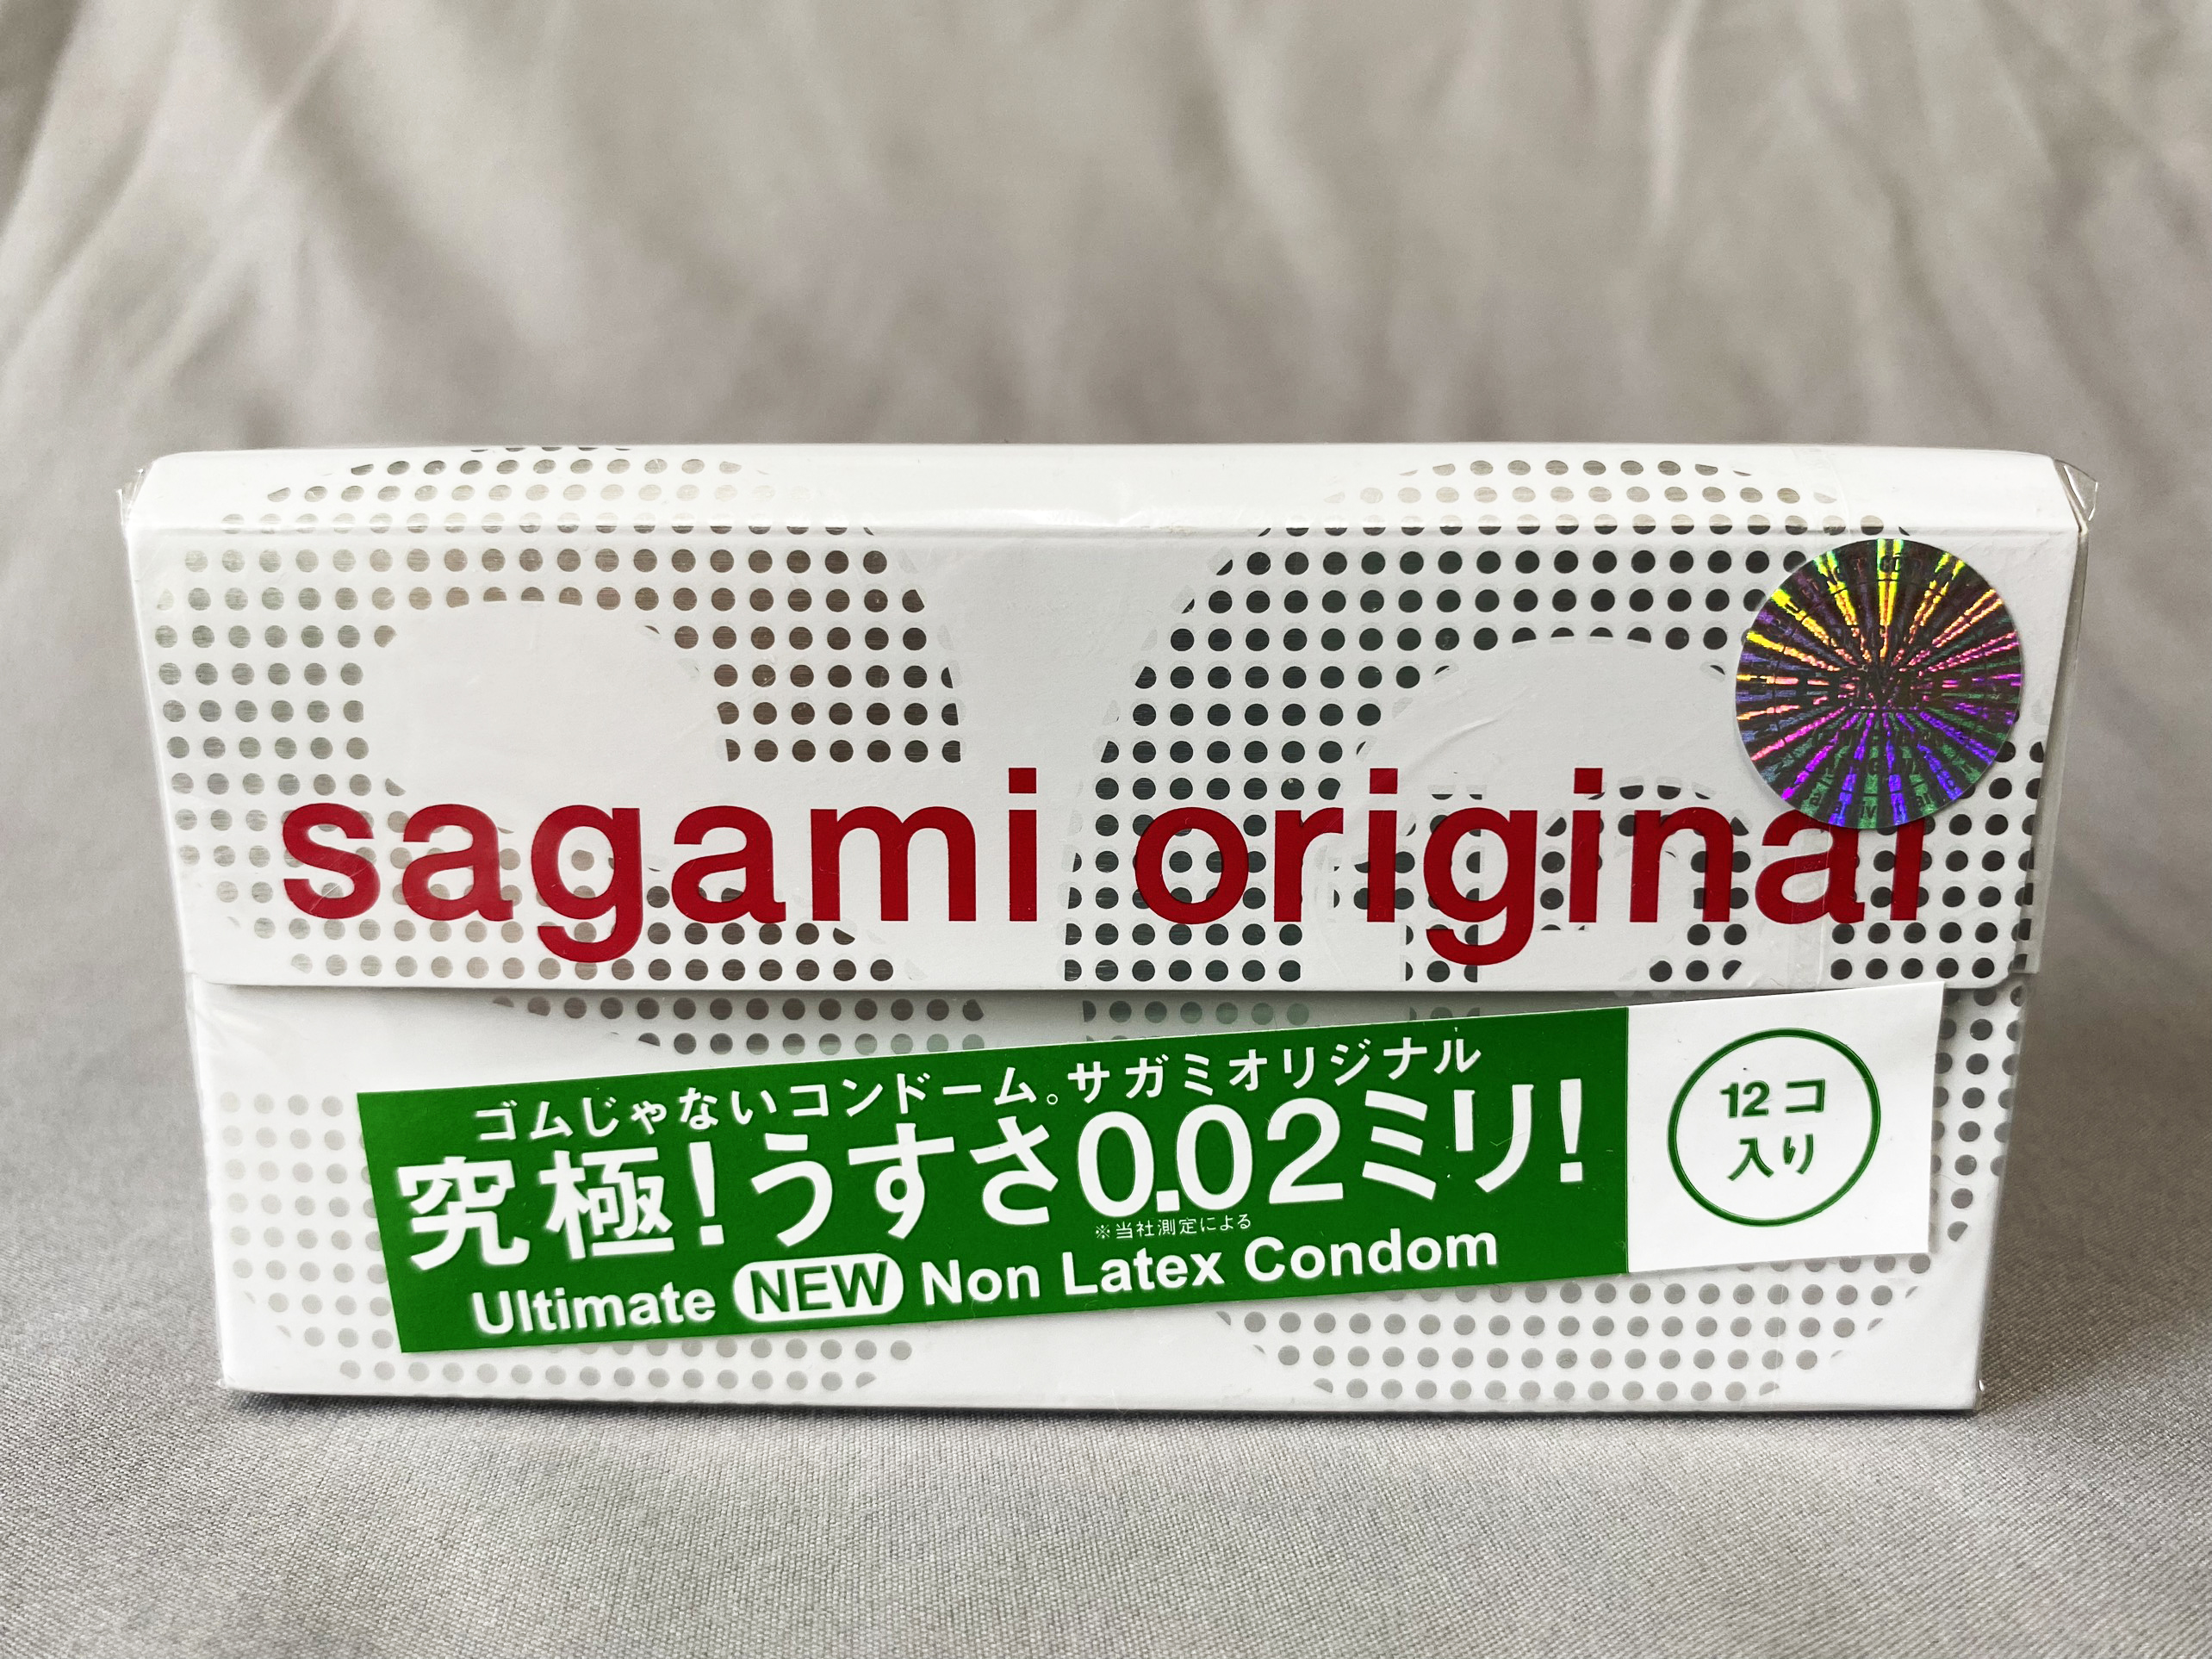 sagami original
ゴムじゃないコンドーム。サガミオリジナル
究極!うすさ0.02ミリ!
※当社測定による
Ultimate NEW Non Latex Condom
12コ
入り